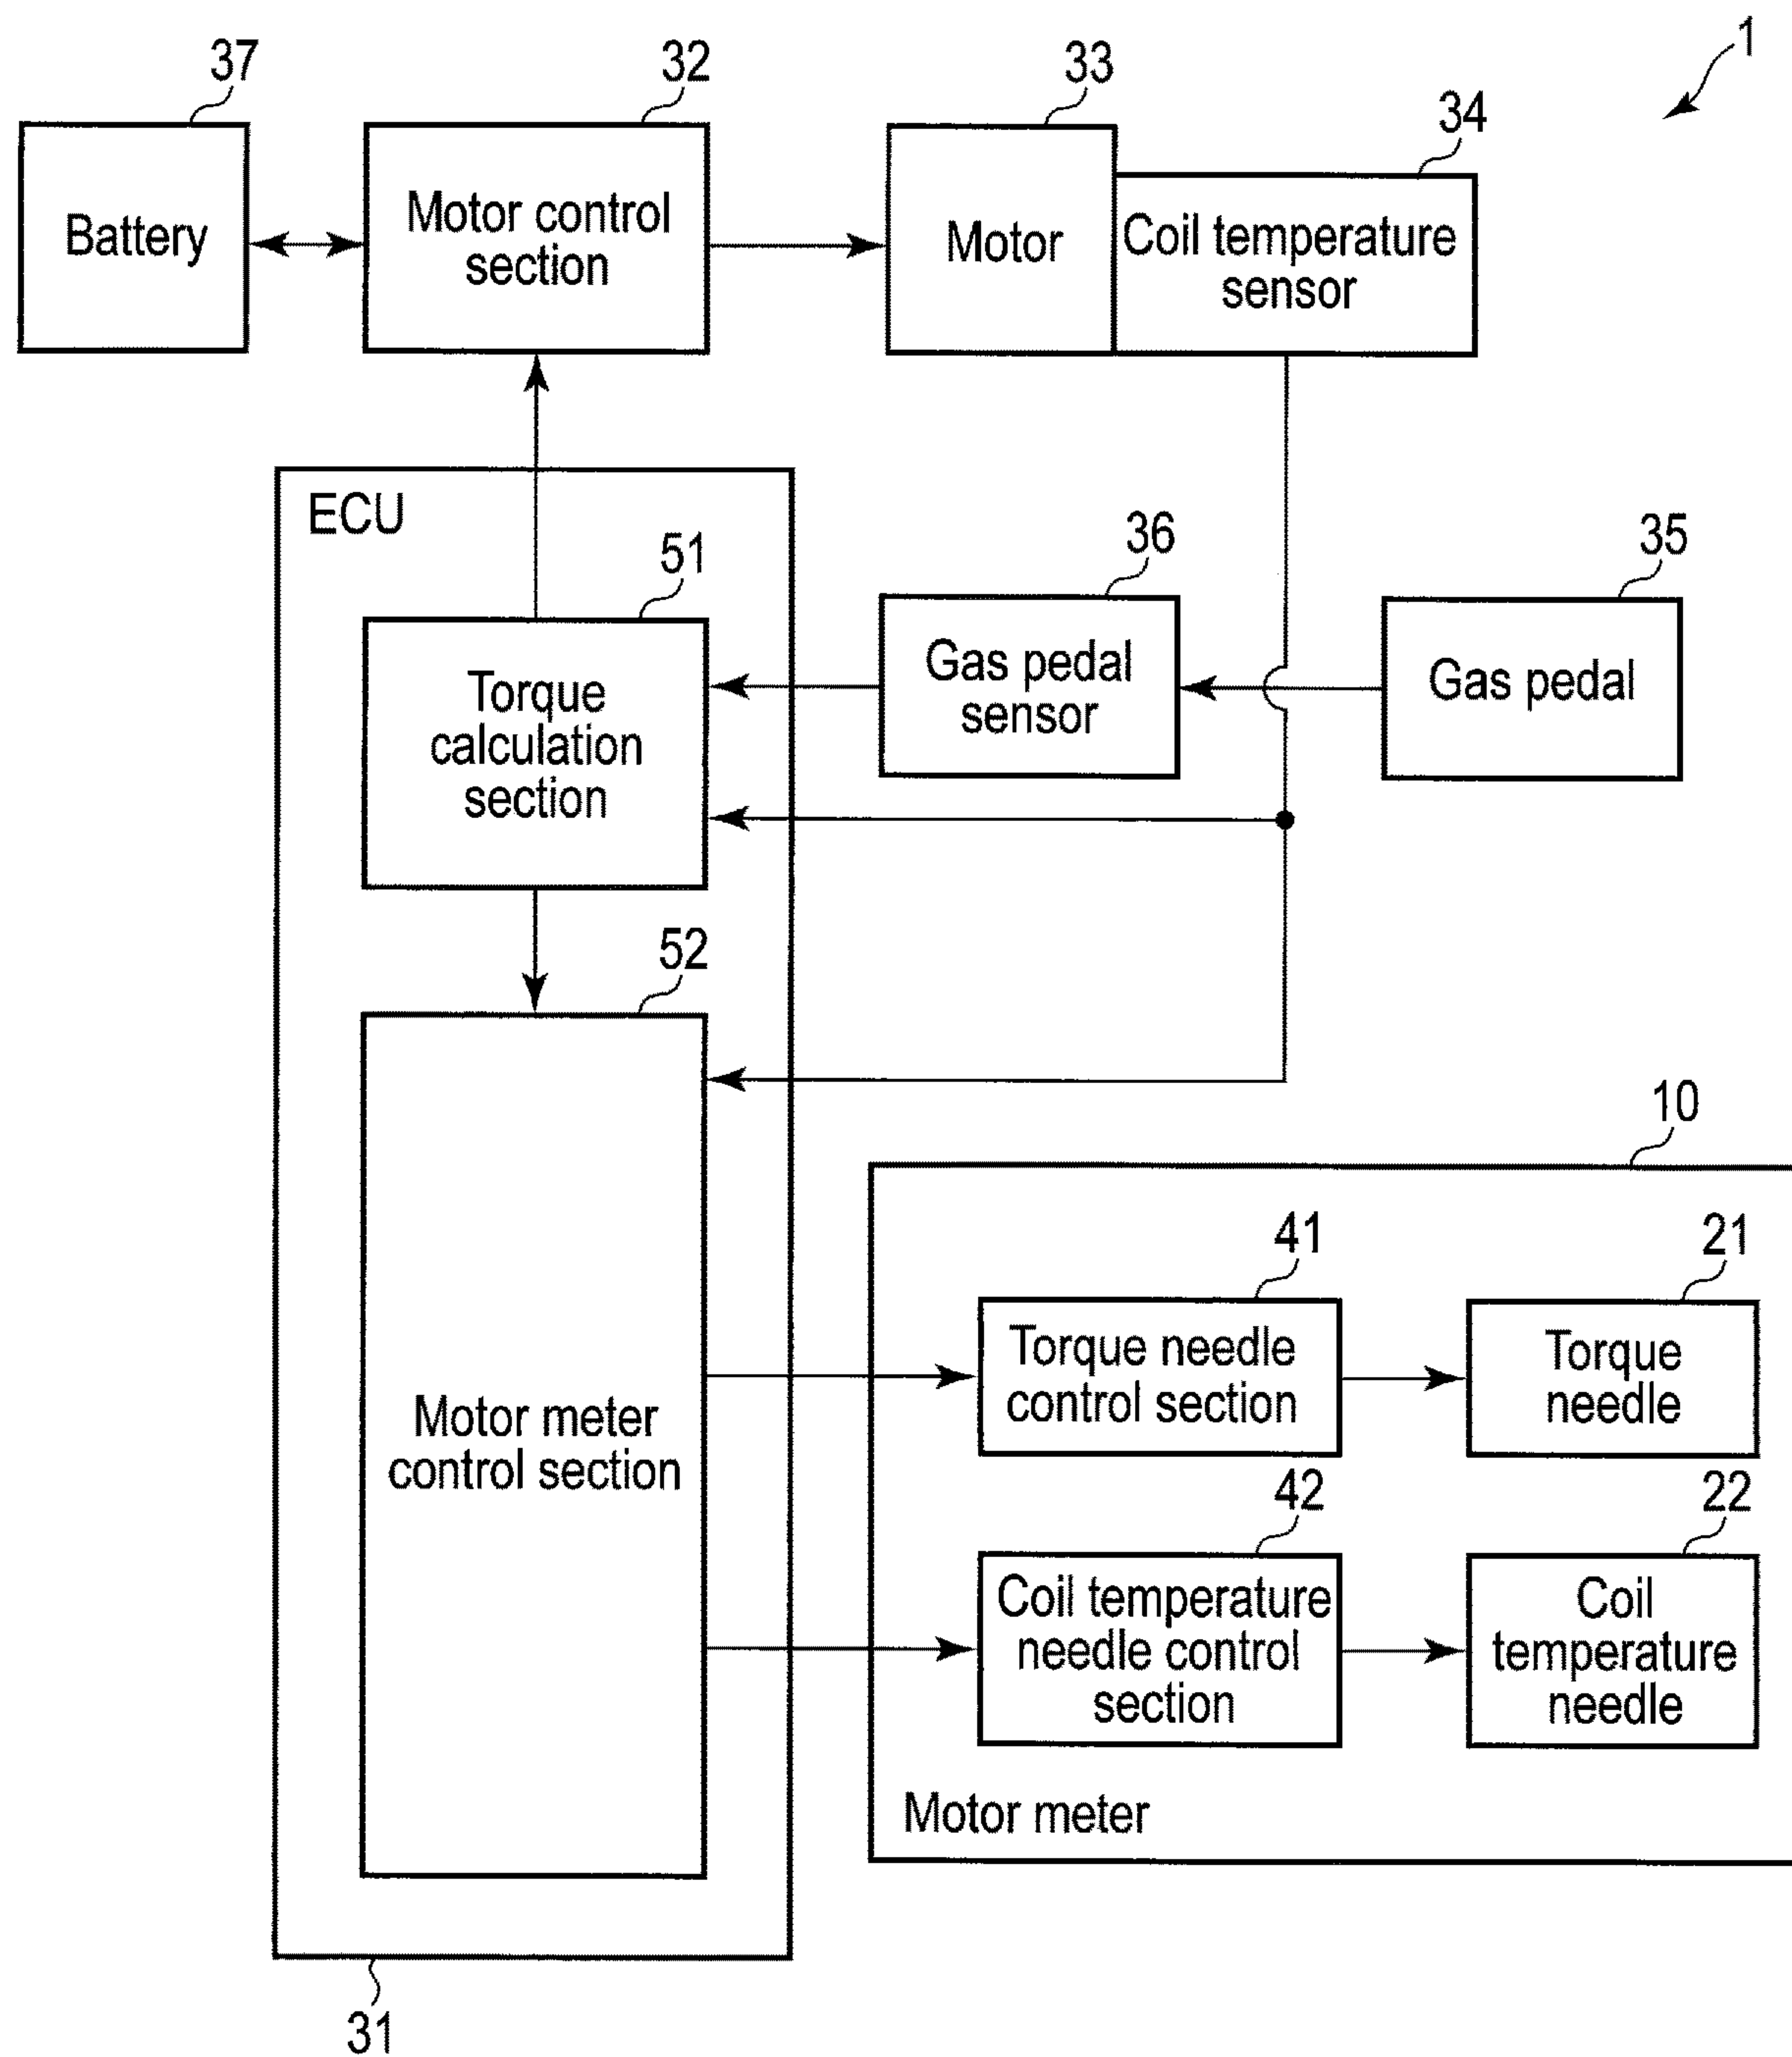 1
37
32
33
34
Battery
Motor control
section
Motor
Coil temperature
sensor
ECU
51
36
35
Torque
calculation
section
Gas pedal
sensor
Gas pedal
52
Motor meter
control section
10
41
21
Torque needle
control section
Torque
needle
42
22
Coil temperature
needle control
section
Coil
temperature
needle
Motor meter
31